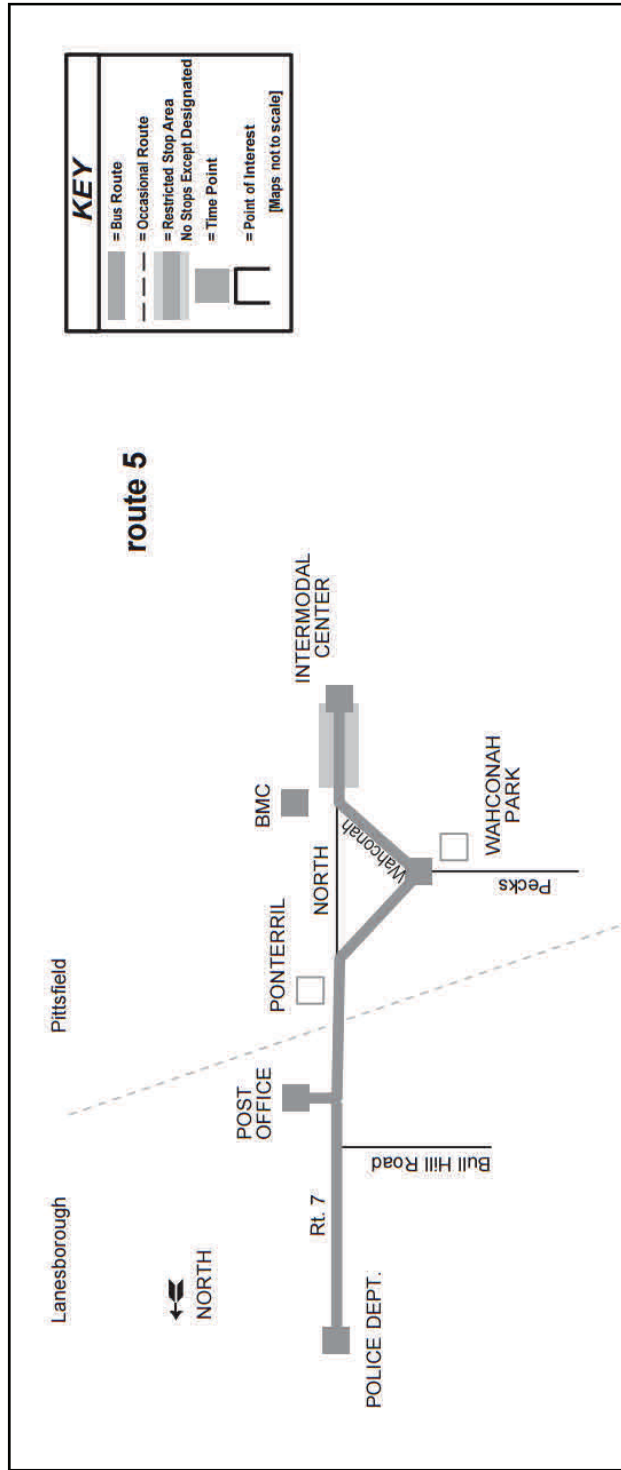 KEY
= Bus Route
= Occasional Route
= Restricted Stop Area
No Stops Except Designated
= Time Point
= Point of Interest
[Maps not to scale]
route 5
Lanesborough
Pittsfield
NORTH
POLICE DEPT.
Rt. 7
Bull Hill Road
POST
OFFICE
PONTERRIL
NORTH
BMC
Wahconah
INTERMODAL
CENTER
Pecks
WAHCONAH
PARK